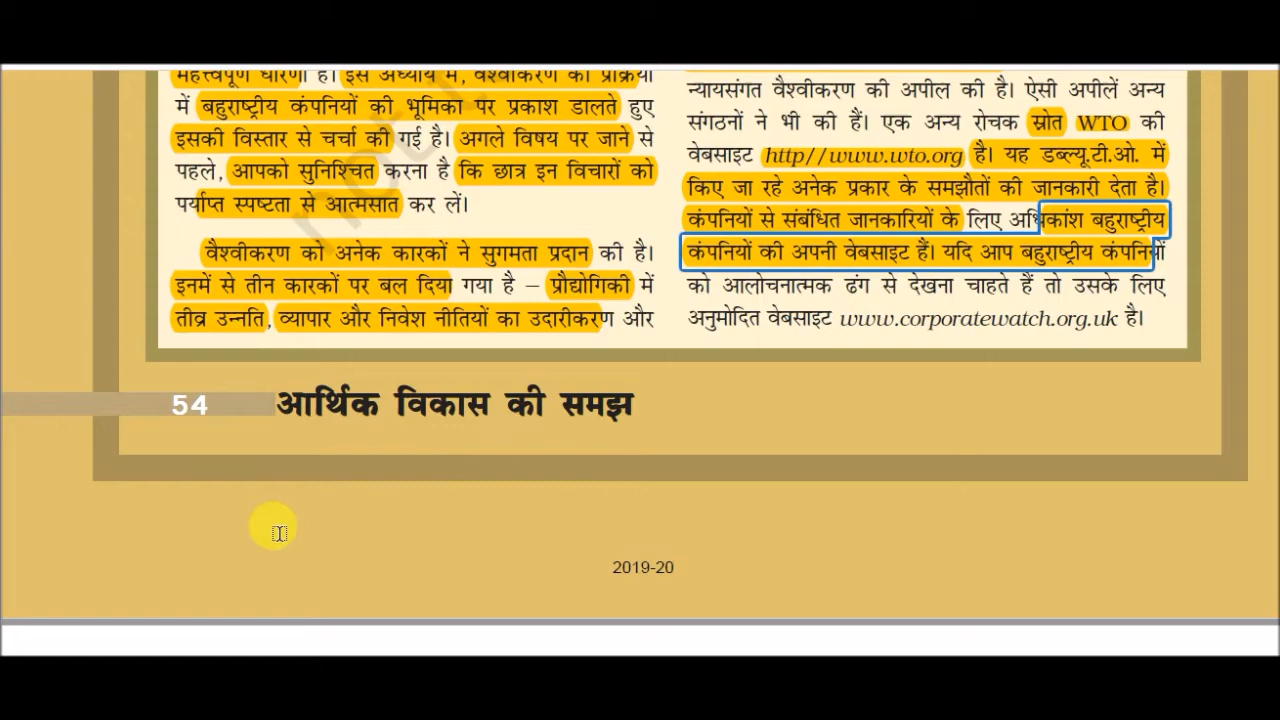 महत्त्वपूर्ण धारणा है। इस अध्याय में, वैश्वीकरण की प्रक्रिया
में बहुराष्ट्रीय कंपनियों की भूमिका पर प्रकाश डालते हुए
इसकी विस्तार से चर्चा की गई है। अगले विषय पर जाने से
पहले, आपको सुनिश्चित करना है कि छात्र इन विचारों को
पर्याप्त स्पष्टता से आत्मसात कर लें।
वैश्वीकरण को अनेक कारकों ने सुगमता प्रदान की है।
इनमें से तीन कारकों पर बल दिया गया है – प्रौद्योगिकी में
तीव्र उन्नति, व्यापार और निवेश नीतियों का उदारीकरण और
न्यायसंगत वैश्वीकरण की अपील की है। ऐसी अपीलें अन्य
संगठनों ने भी की हैं। एक अन्य रोचक स्रोत WTO की
वेबसाइट http//www.wto.org है। यह डब्ल्यू.टी.ओ. में
किए जा रहे अनेक प्रकार के समझौतों की जानकारी देता है।
कंपनियों से संबंधित जानकारियों के लिए अधिकांश बहुराष्ट्रीय
कंपनियों की अपनी वेबसाइट हैं। यदि आप बहुराष्ट्रीय कंपनियों
को आलोचनात्मक ढंग से देखना चाहते हैं तो उसके लिए
अनुमोदित वेबसाइट www.corporatewatch.org.uk है।
54 आर्थिक विकास की समझ
2019-20